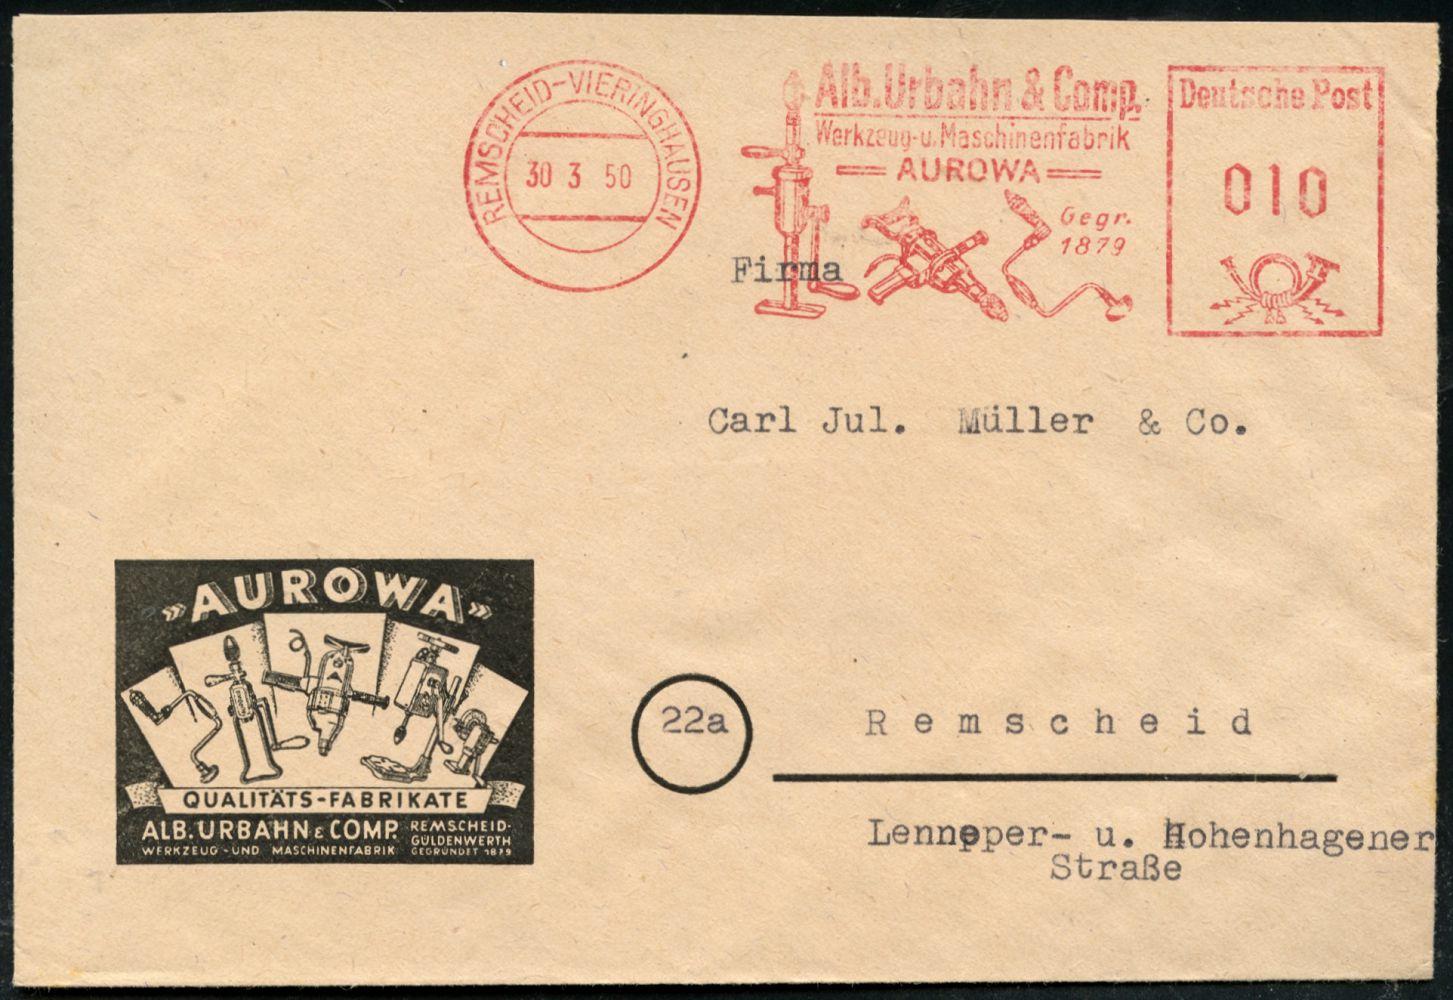 REMSCHEID-VIERINGHAUSEN
30 3 50
Alb. Urbahn & Comp.
Werkzeug- u. Maschinenfabrik
AUROWA
Gegr.
1879
Deutsche Post
010
Firma
Carl Jul. Müller & Co.
»AUROWA»
QUALITÄTS-FABRIKATE
ALB. URBAHN & COMP. REMSCHEID-
GÜLDENWERTH
WERKZEUG-UND MASCHINENFABRIK GEGRÜNDET 1879
22a
Remscheid
Lenneper- u. Hohenhagener
Straße